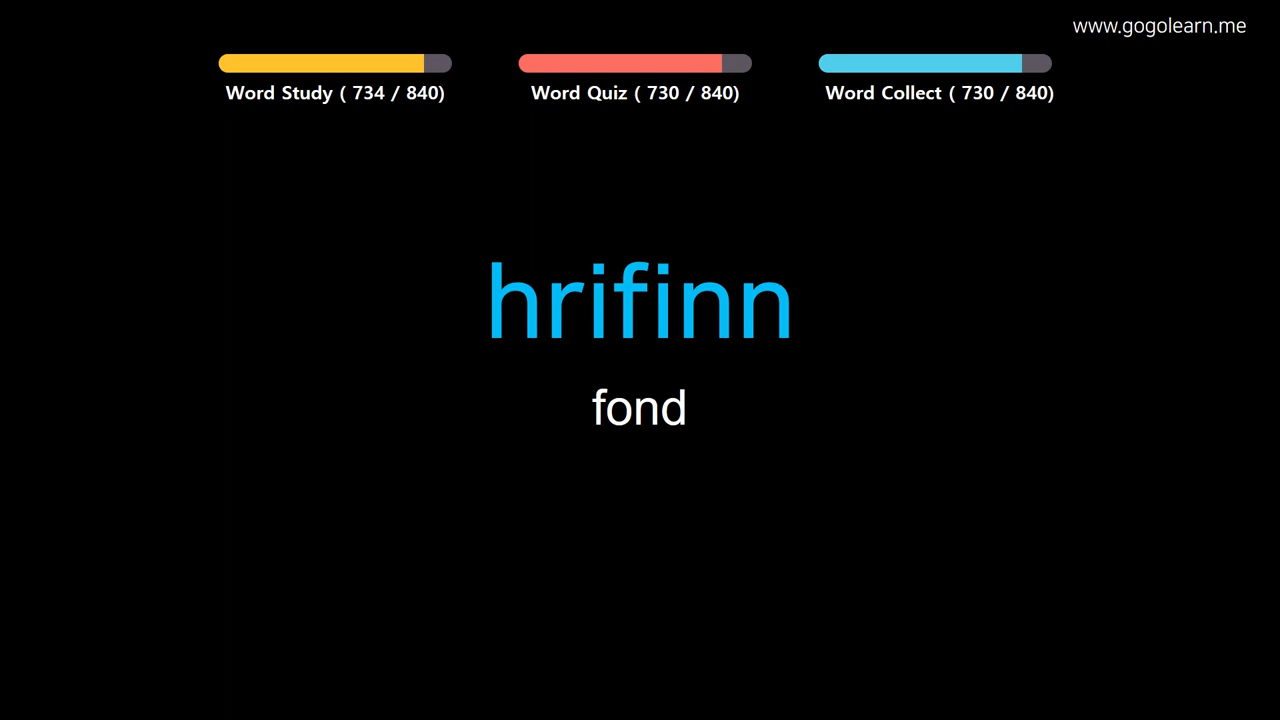 www.gogolearn.me
Word Study ( 734 / 840)
Word Quiz ( 730 / 840)
Word Collect ( 730 / 840)
hrifinn
fond